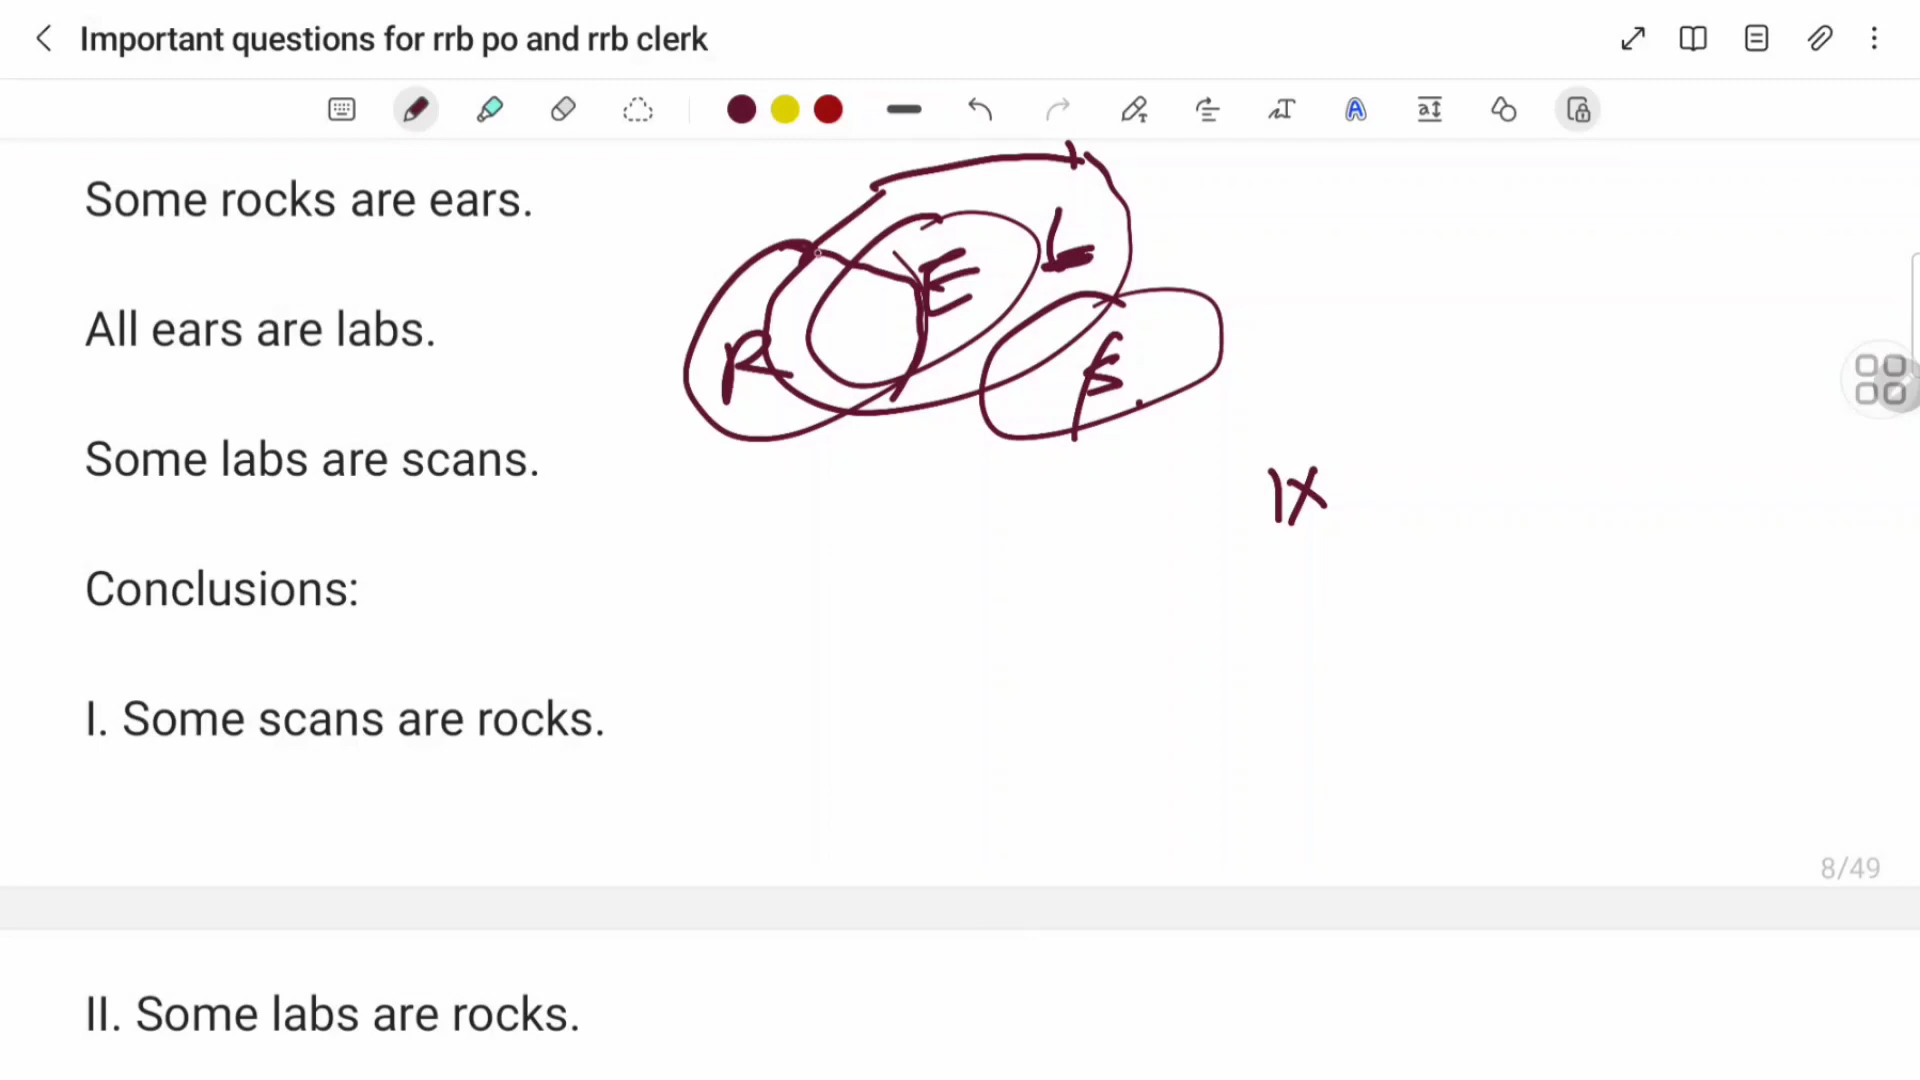 Important questions for rrb po and rrb clerk
Some rocks are ears.
All ears are labs.
Some labs are scans.
Conclusions:
I. Some scans are rocks.
II. Some labs are rocks.
R
E
L
S
IX
8/49